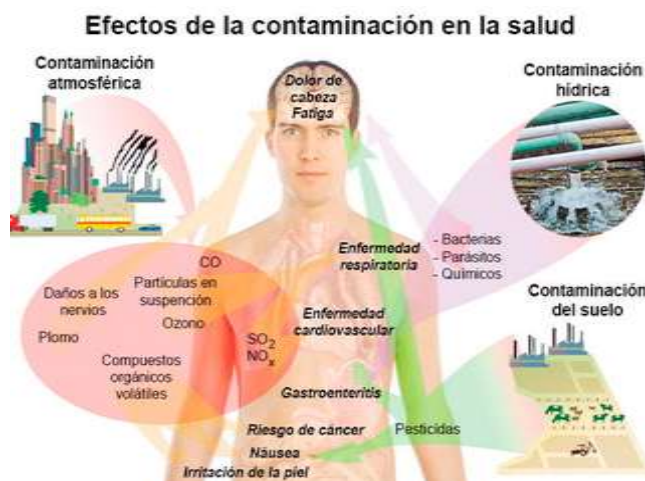 Efectos de la contaminación en la salud
Contaminación
atmosférica
Dolor de
cabeza
Fatiga
Contaminación
hídrica
CO
Partículas en
suspención
Daños a los
nervios
Ozono
Plomo
SO2
NOx
Compuestos
orgánicos
volátiles
Enfermedad
respiratoria
- Bacterias
- Parásitos
- Químicos
Enfermedad
cardiovascular
Contaminación
del suelo
Gastroenteritis
Riesgo de cáncer
Pesticidas
Náusea
Irritación de la piel